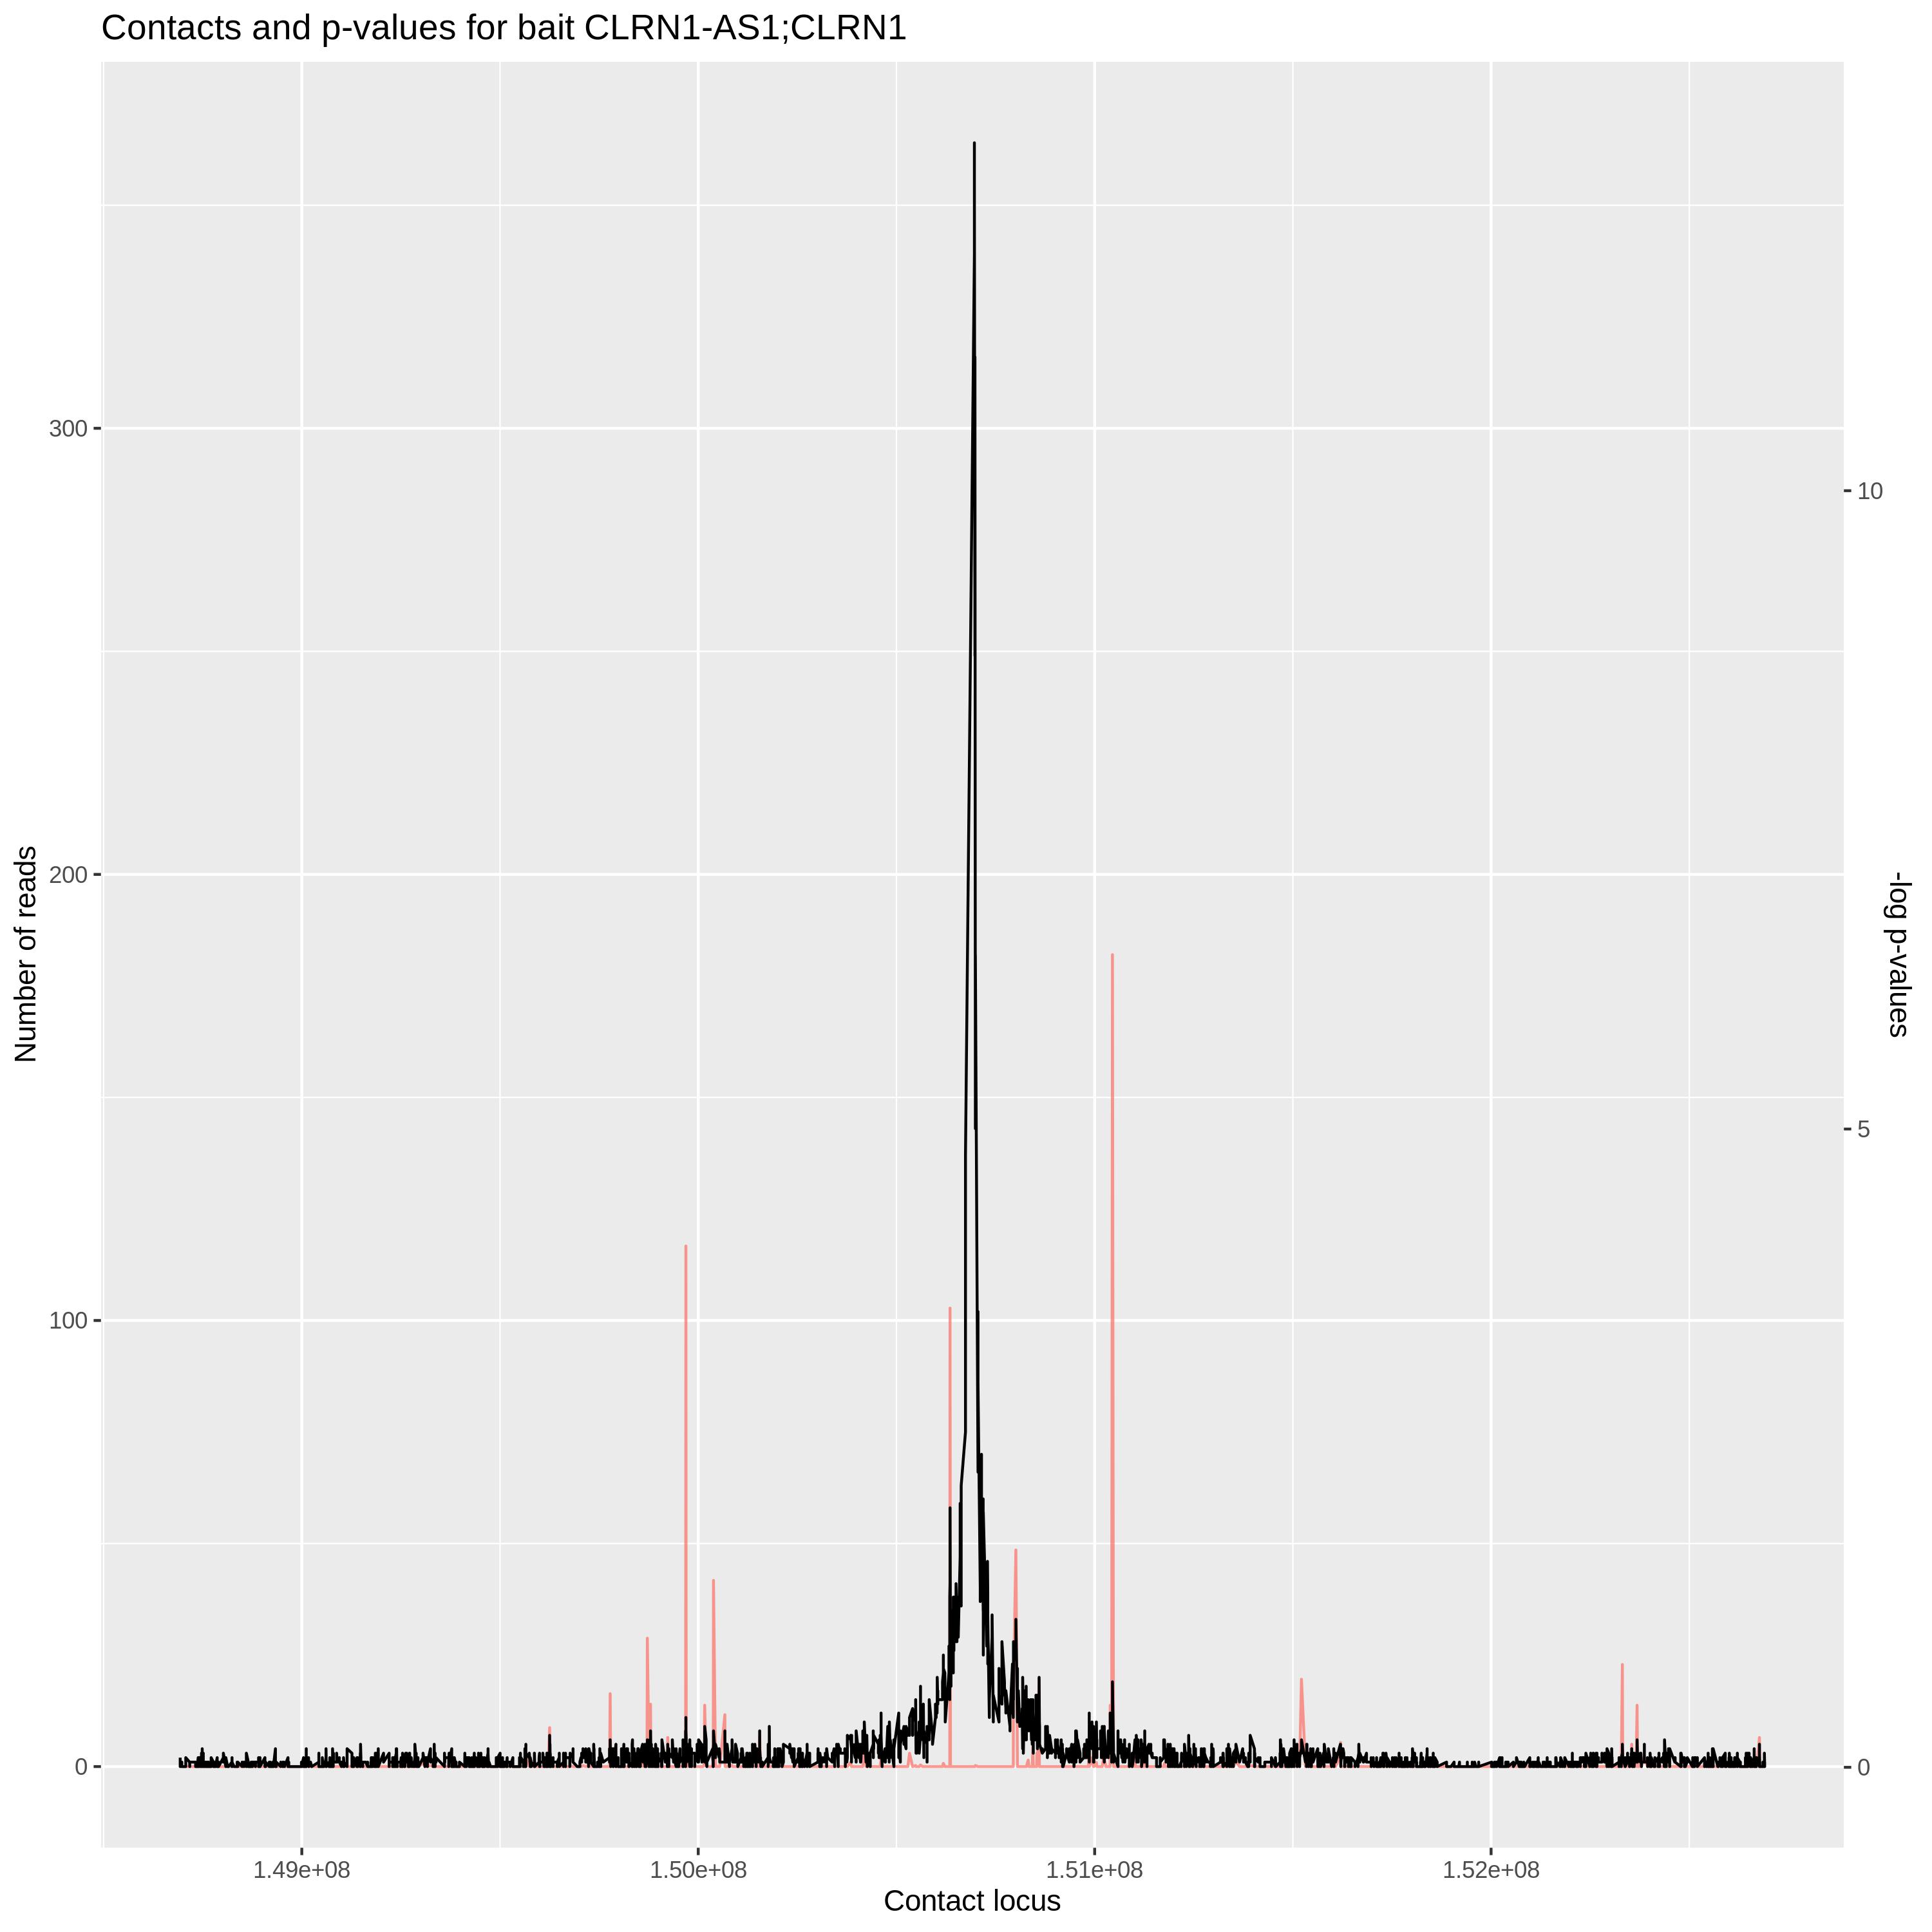 Contacts and p-values for bait CLRN1-AS1;CLRN1
Number of reads
300
200
100
0
10
5
0
-log p-values
1.49e+08 1.50e+08 1.51e+08 1.52e+08
Contact locus